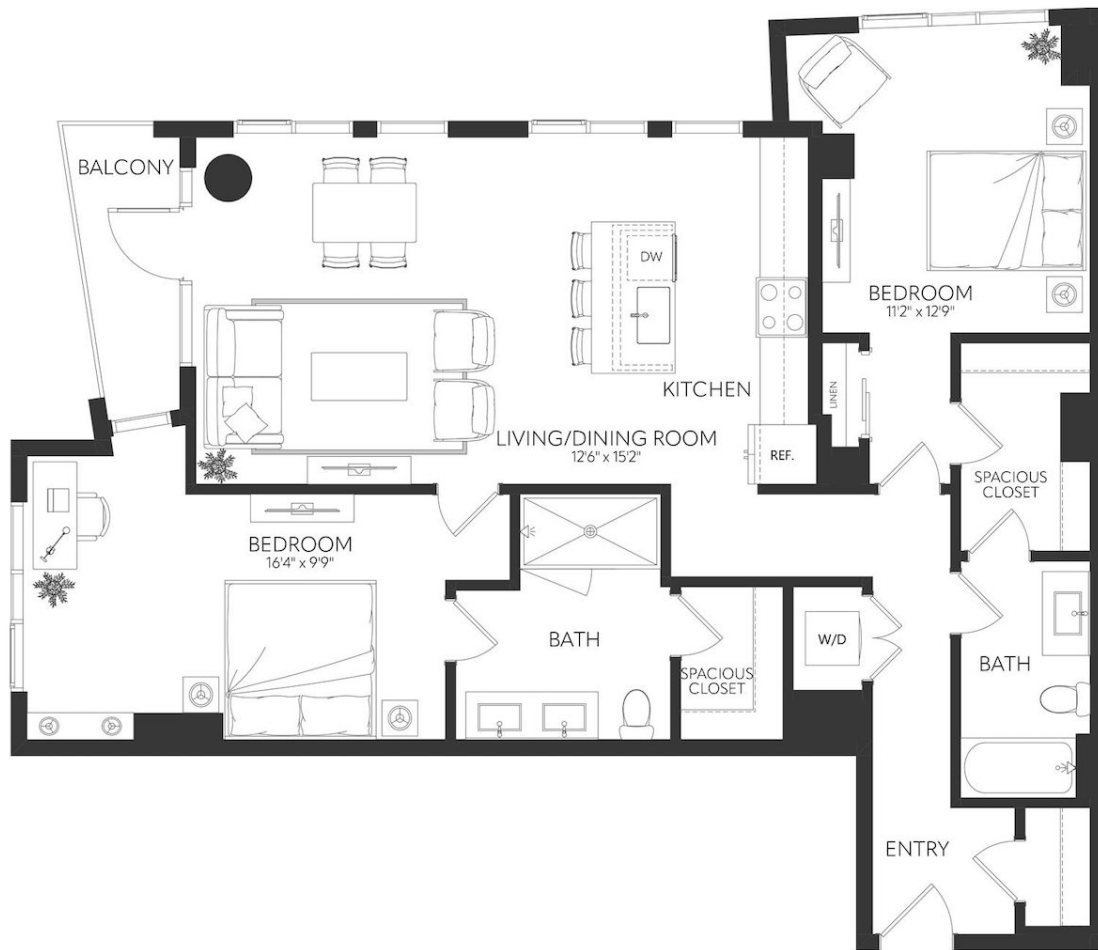 BALCONY
DW
BEDROOM
11'2" x 12'9"
KITCHEN
LINEN
LIVING/DINING ROOM
12'6" x 15'2"
REF.
SPACIOUS
CLOSET
BEDROOM
16'4" x 9'9"
BATH
W/D
SPACIOUS
CLOSET
BATH
ENTRY